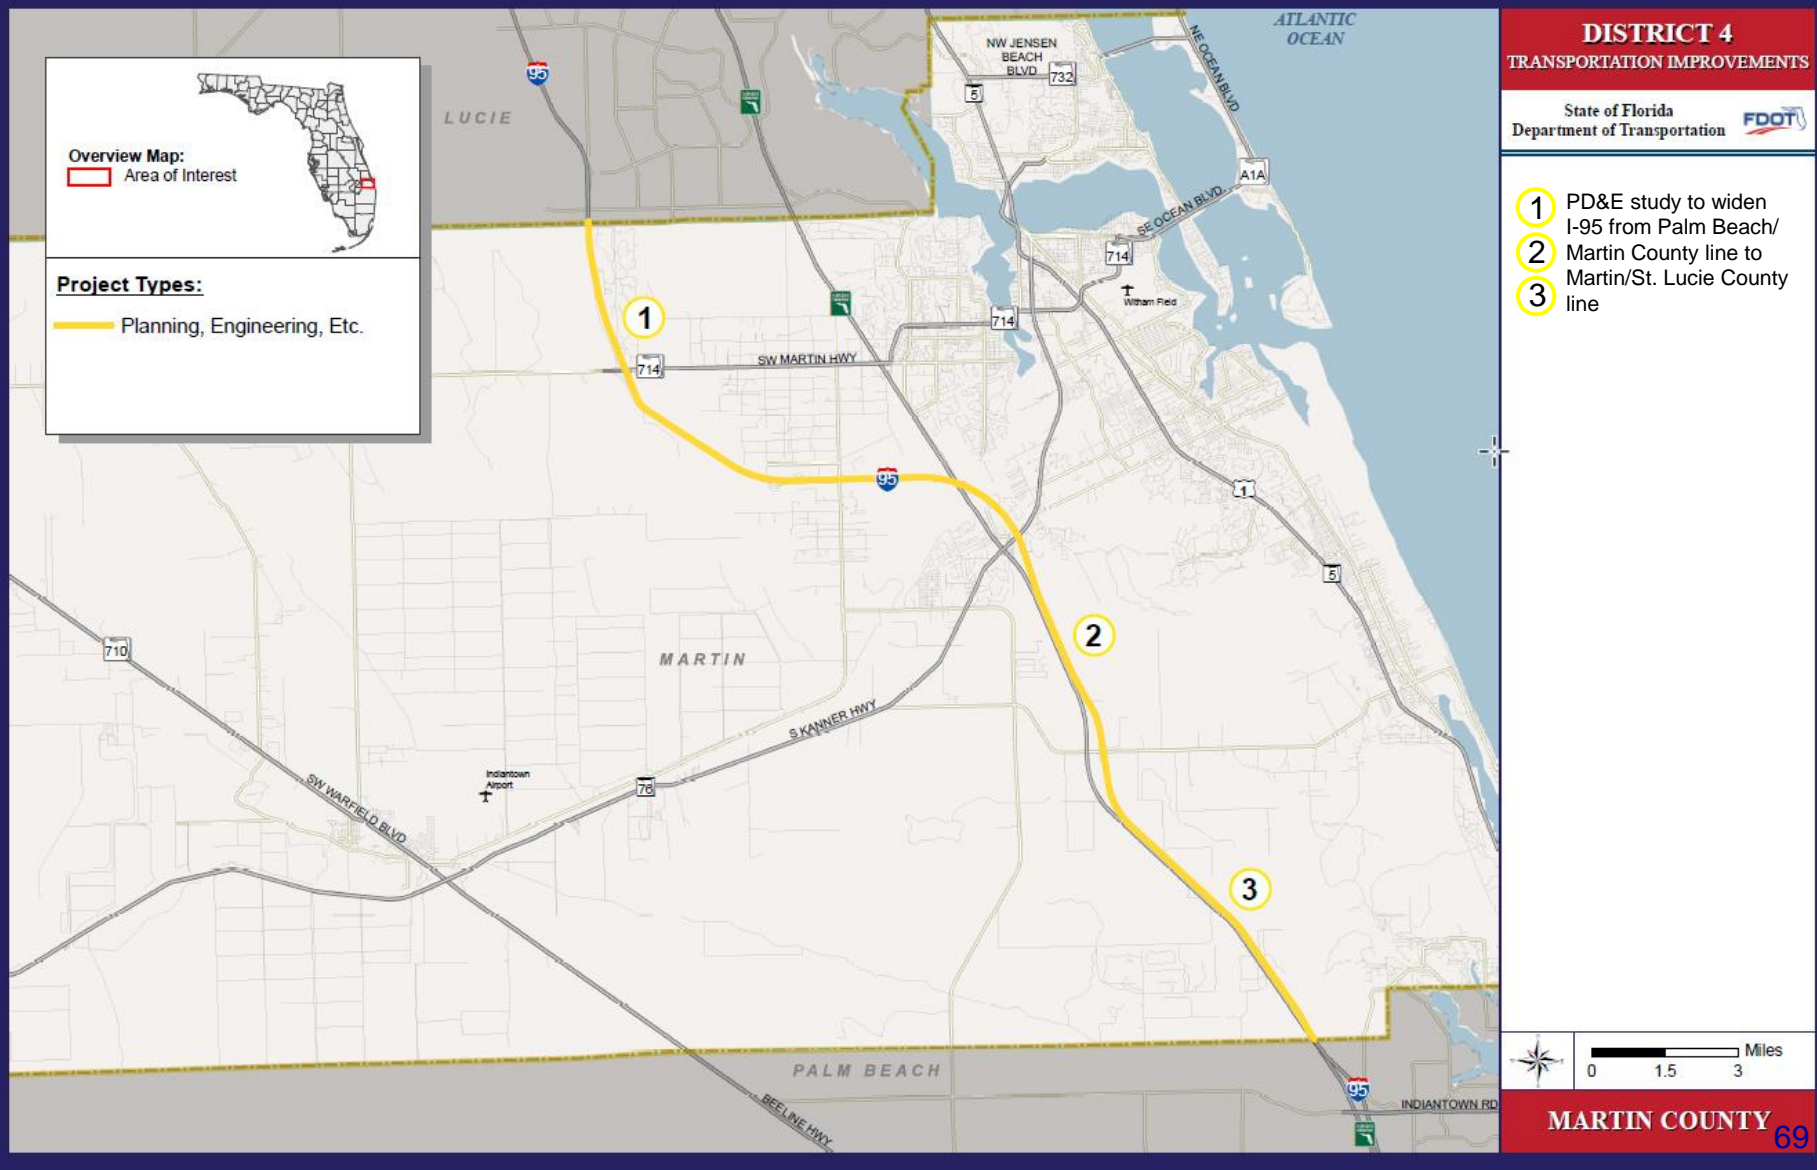 DISTRICT 4
TRANSPORTATION IMPROVEMENTS
State of Florida
Department of Transportation
FDOT
1
2
3
PD&E study to widen
I-95 from Palm Beach/
Martin County line to
Martin/St. Lucie County
line
Overview Map:
Area of Interest
Project Types:
Planning, Engineering, Etc.
ATLANTIC
OCEAN
LUCIE
95
NW JENSEN
BEACH
BLVD
732
5
NE OCEAN BLVD
A1A
SE OCEAN BLVD
714
Witham Field
1
714
SW MARTIN HWY
714
95
1
5
2
710
MARTIN
S KANNER HWY
76
Indiantown
Airport
SW WARFIELD BLVD
3
PALM BEACH
BEELINE HWY
95
INDIANTOWN RD
Miles
0 1.5 3
MARTIN COUNTY
69